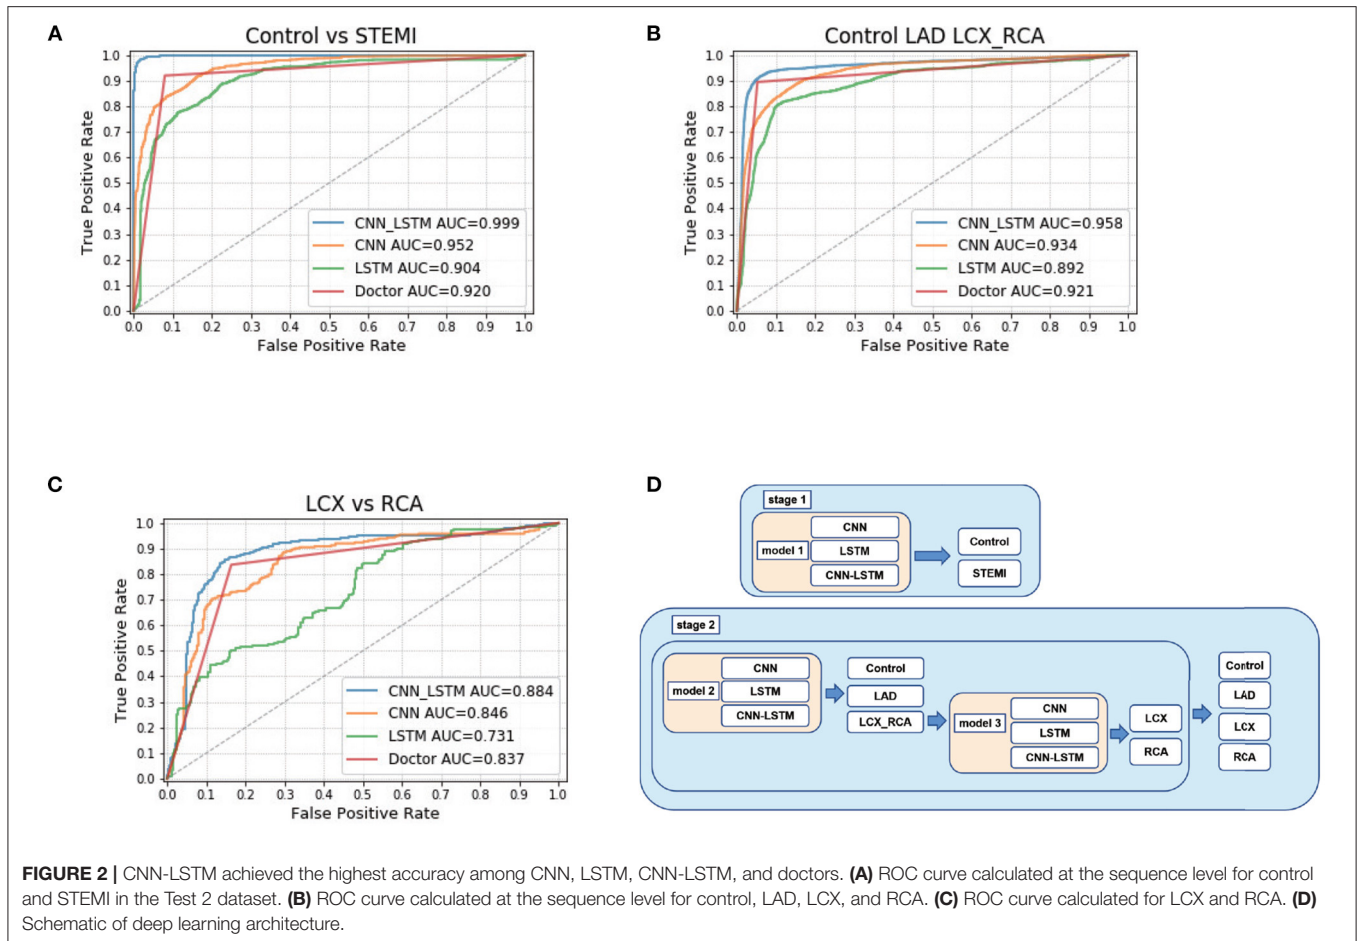 A
Control vs STEMI
True Positive Rate
1.0
0.9
0.8
0.7
0.6
0.5
0.4
0.3
0.2
0.1
0.0
CNN_LSTM AUC=0.999
CNN AUC=0.952
LSTM AUC=0.904
Doctor AUC=0.920
0.0 0.1 0.2 0.3 0.4 0.5 0.6 0.7 0.8 0.9 1.0
False Positive Rate
B
Control LAD LCX_RCA
True Positive Rate
1.0
0.9
0.8
0.7
0.6
0.5
0.4
0.3
0.2
0.1
0.0
CNN_LSTM AUC=0.958
CNN AUC=0.934
LSTM AUC=0.892
Doctor AUC=0.921
0.0 0.1 0.2 0.3 0.4 0.5 0.6 0.7 0.8 0.9 1.0
False Positive Rate
C
LCX vs RCA
True Positive Rate
1.0
0.9
0.8
0.7
0.6
0.5
0.4
0.3
0.2
0.1
0.0
CNN_LSTM AUC=0.884
CNN AUC=0.846
LSTM AUC=0.731
Doctor AUC=0.837
0.0 0.1 0.2 0.3 0.4 0.5 0.6 0.7 0.8 0.9 1.0
False Positive Rate
D
stage 1
model 1
CNN
LSTM
CNN-LSTM
Control
STEMI
stage 2
model 2
CNN
LSTM
CNN-LSTM
Control
LAD
LCX_RCA
model 3
CNN
LSTM
CNN-LSTM
LCX
RCA
Control
LAD
LCX
RCA
FIGURE 2 | CNN-LSTM achieved the highest accuracy among CNN, LSTM, CNN-LSTM, and doctors. (A) ROC curve calculated at the sequence level for control
and STEMI in the Test 2 dataset. (B) ROC curve calculated at the sequence level for control, LAD, LCX, and RCA. (C) ROC curve calculated for LCX and RCA. (D)
Schematic of deep learning architecture.